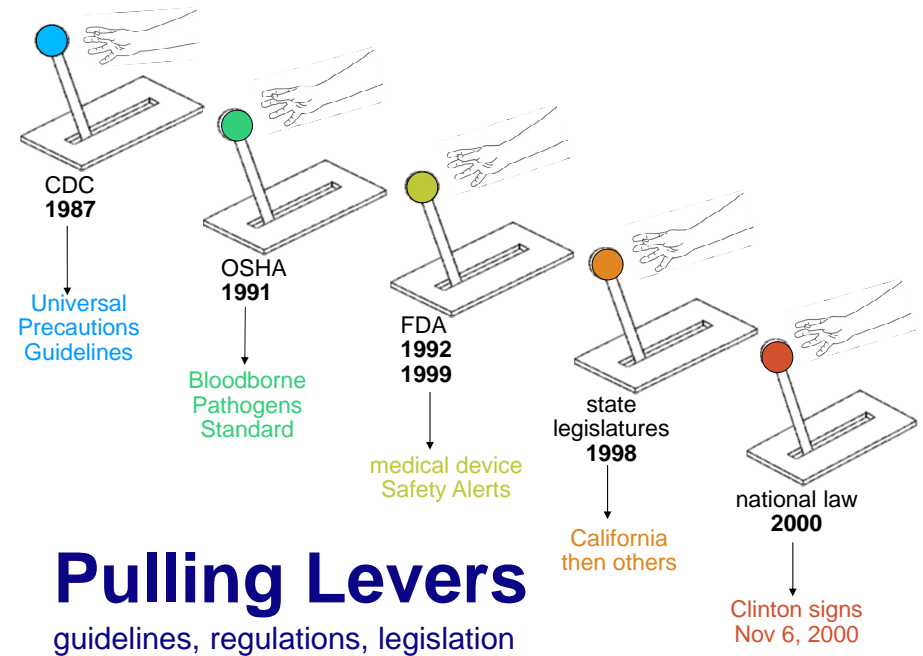 CDC
1987
Universal
Precautions
Guidelines
OSHA
1991
Bloodborne
Pathogens
Standard
FDA
1992
1999
medical device
Safety Alerts
state
legislatures
1998
California
then others
national law
2000
Clinton signs
Nov 6, 2000
Pulling Levers
guidelines, regulations, legislation